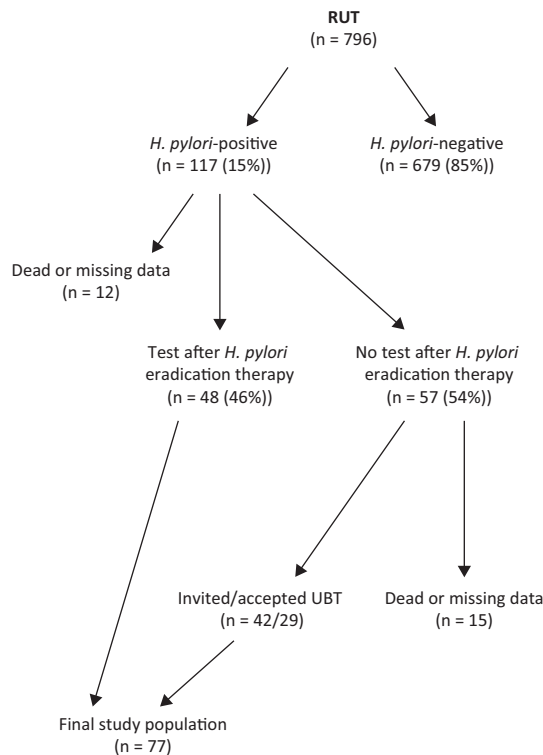 RUT
(n = 796)
H. pylori-positive
(n = 117 (15%))
H. pylori-negative
(n = 679 (85%))
Dead or missing data
(n = 12)
Test after H. pylori
eradication therapy
(n = 48 (46%))
No test after H. pylori
eradication therapy
(n = 57 (54%))
Invited/accepted UBT
(n = 42/29)
Dead or missing data
(n = 15)
Final study population
(n = 77)